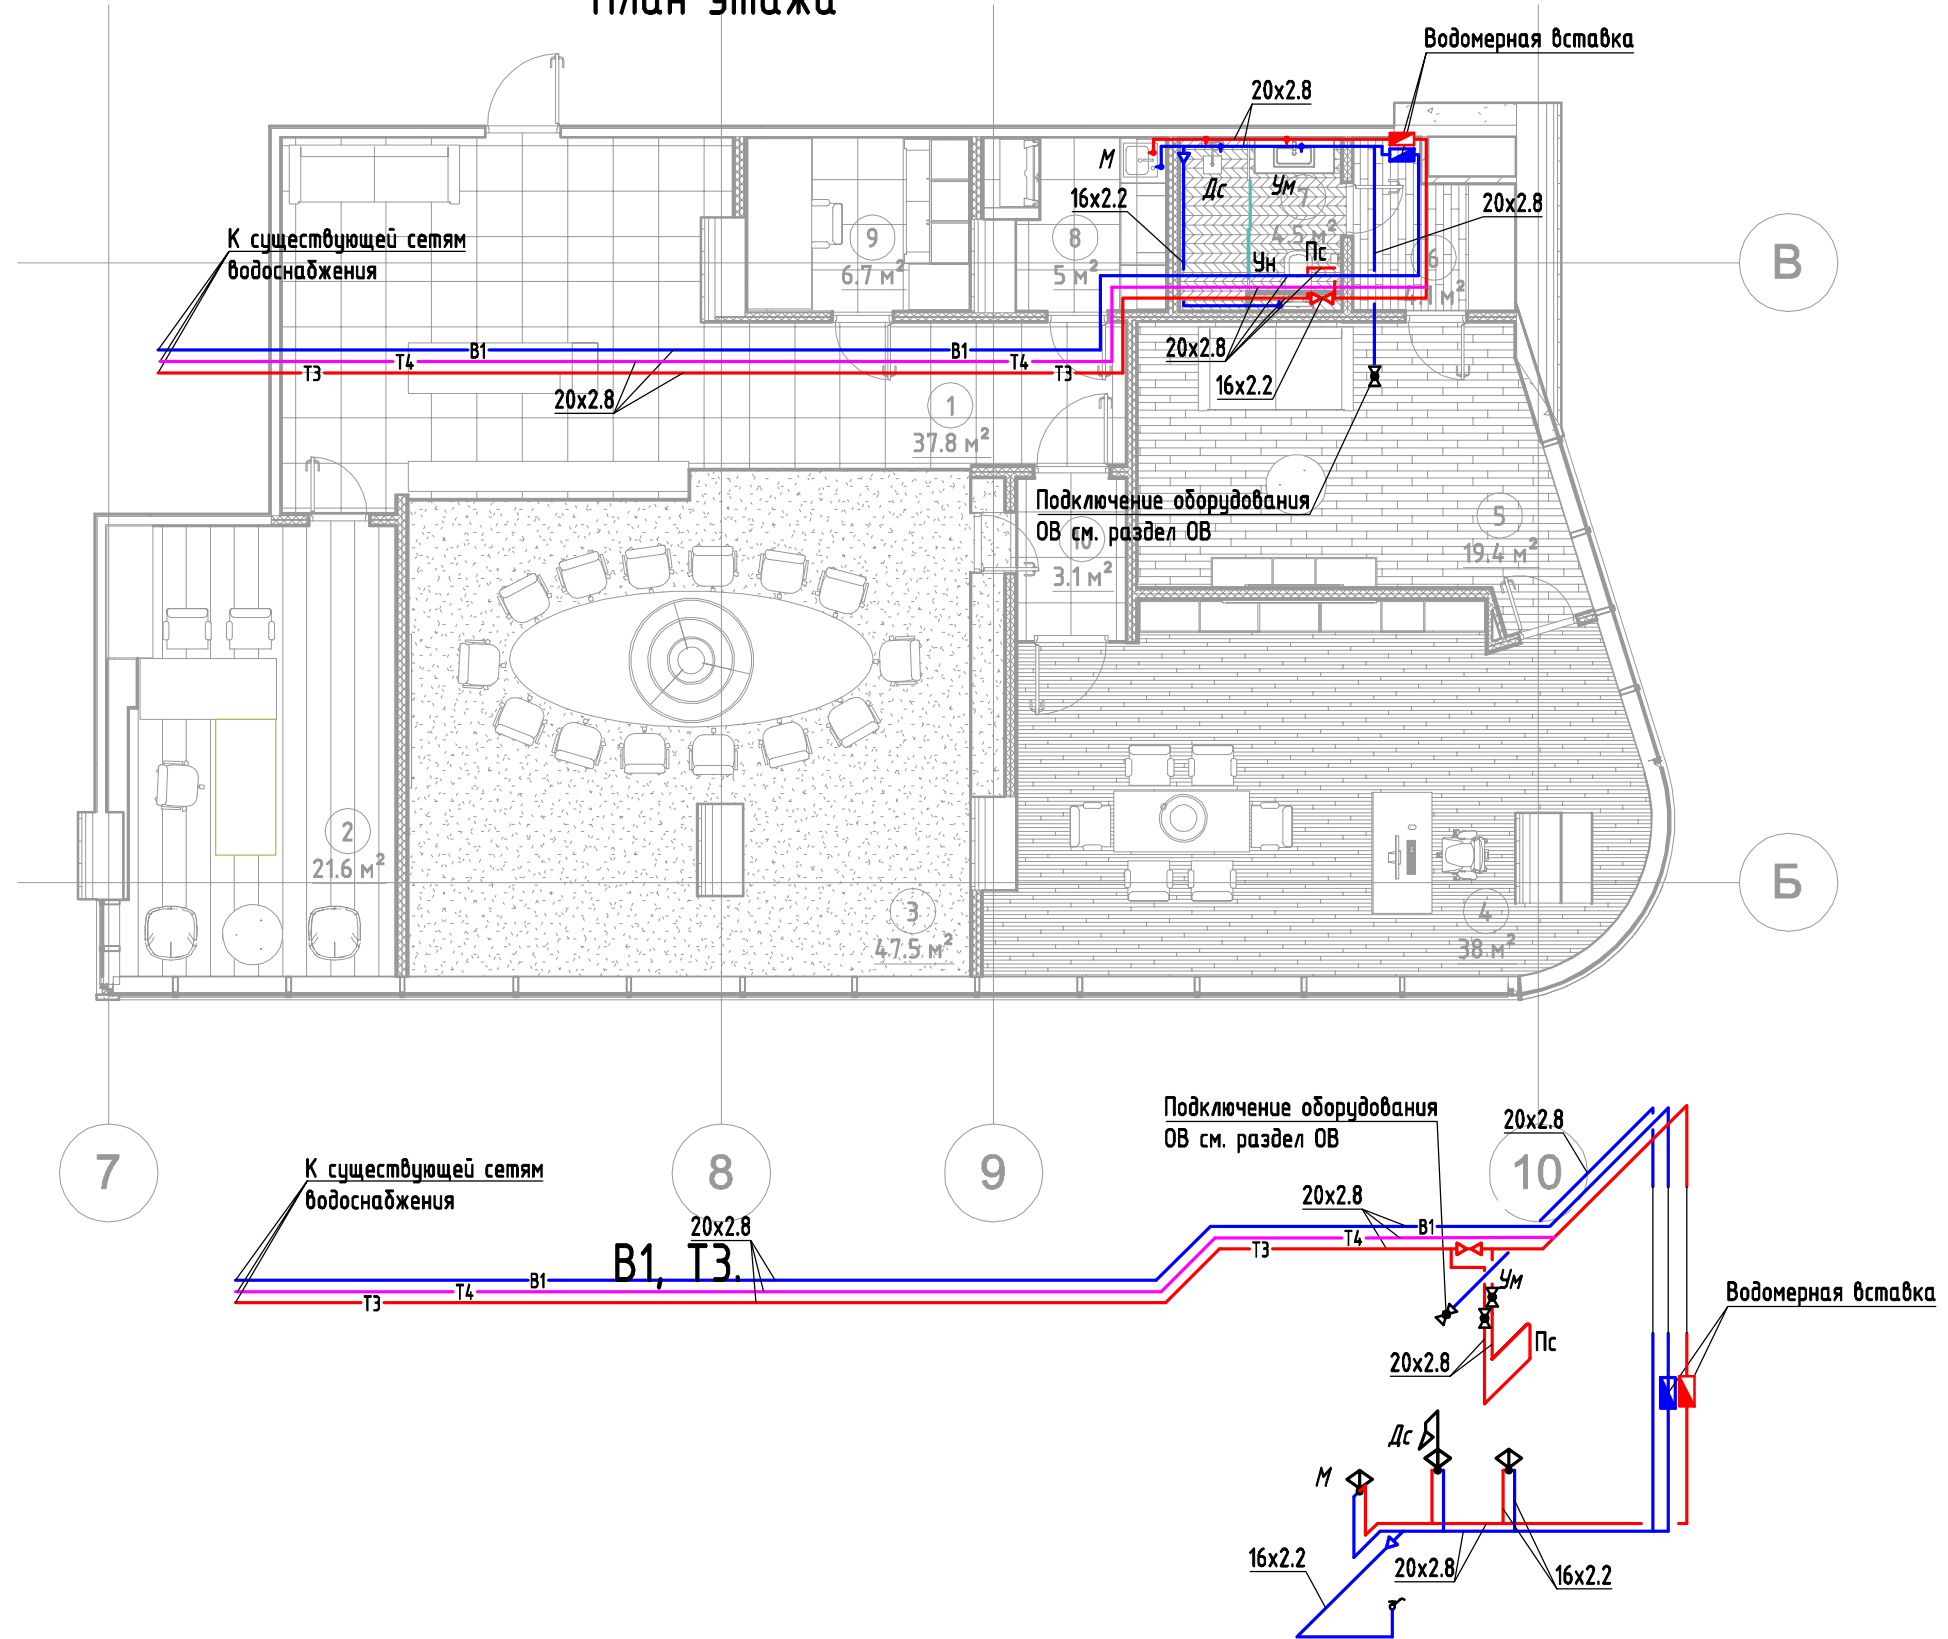 План этажа
Водомерная вставка
20x2.8
М
Дс
Ум
7
4.5 м²
16x2.2
20x2.8
К существующей сетям
водоснабжения
9
6.7 м²
8
5 м²
Ун
Пс
6
4.1 м²
В
В1
В1
Т4
Т4
Т3
Т3
20x2.8
20x2.8
16x2.2
1
37.8 м²
Подключение оборудования
ОВ см. раздел ОВ
10
3.1 м²
5
19.4 м²
2
21.6 м²
3
47.5 м²
4
38 м²
Б
7
8
9
10
Подключение оборудования
ОВ см. раздел ОВ
20x2.8
К существующей сетям
водоснабжения
20x2.8
20x2.8
В1, Т3.
В1
Т4
Т3
В1
Т4
Т3
Ум
Водомерная вставка
Пс
20x2.8
Дс
М
16x2.2
20x2.8
16x2.2